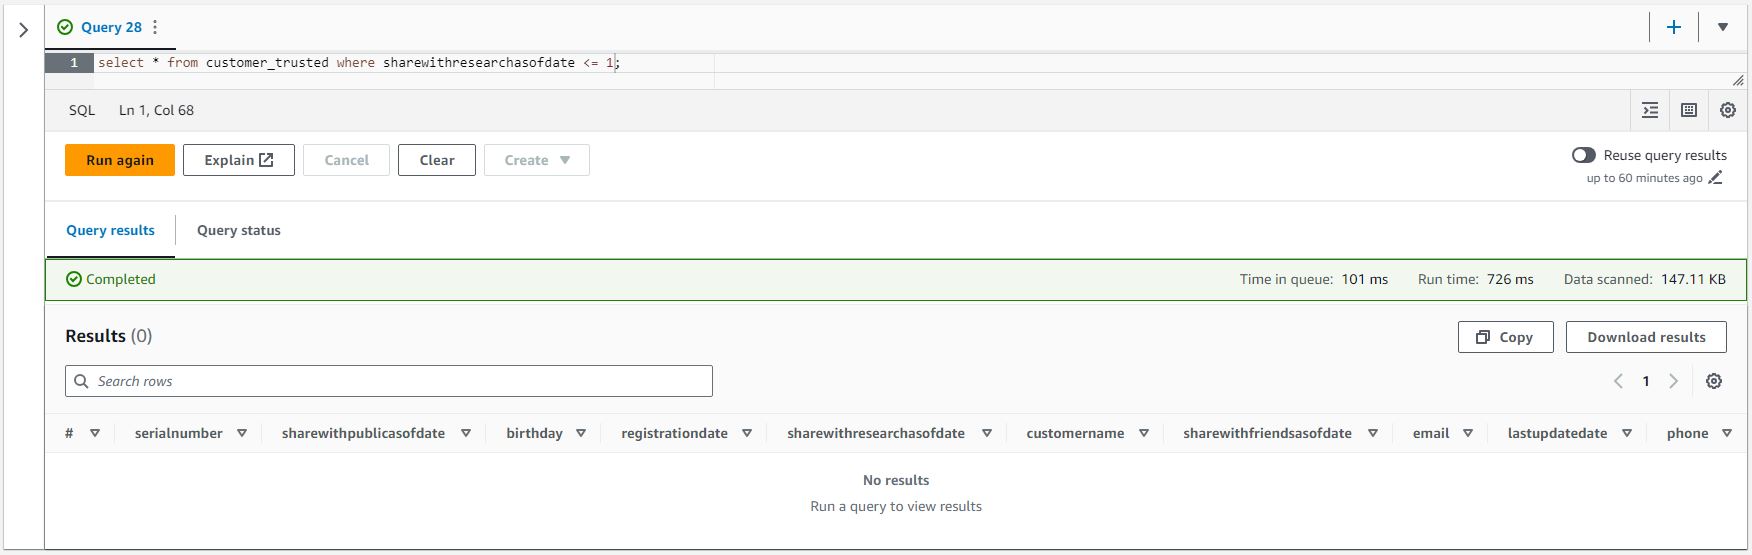 Query 28
1 select * from customer_trusted where sharewithresearchasofdate <= 1;
SQL Ln 1, Col 68
Run again Explain Cancel Clear Create
Reuse query results
up to 60 minutes ago
Query results Query status
Completed Time in queue: 101 ms Run time: 726 ms Data scanned: 147.11 KB
Results (0) Copy Download results
Search rows 1
# serialnumber sharewithpublicasofdate birthday registrationdate sharewithresearchasofdate customername sharewithfriendsasofdate email lastupdatedate phone
No results
Run a query to view results